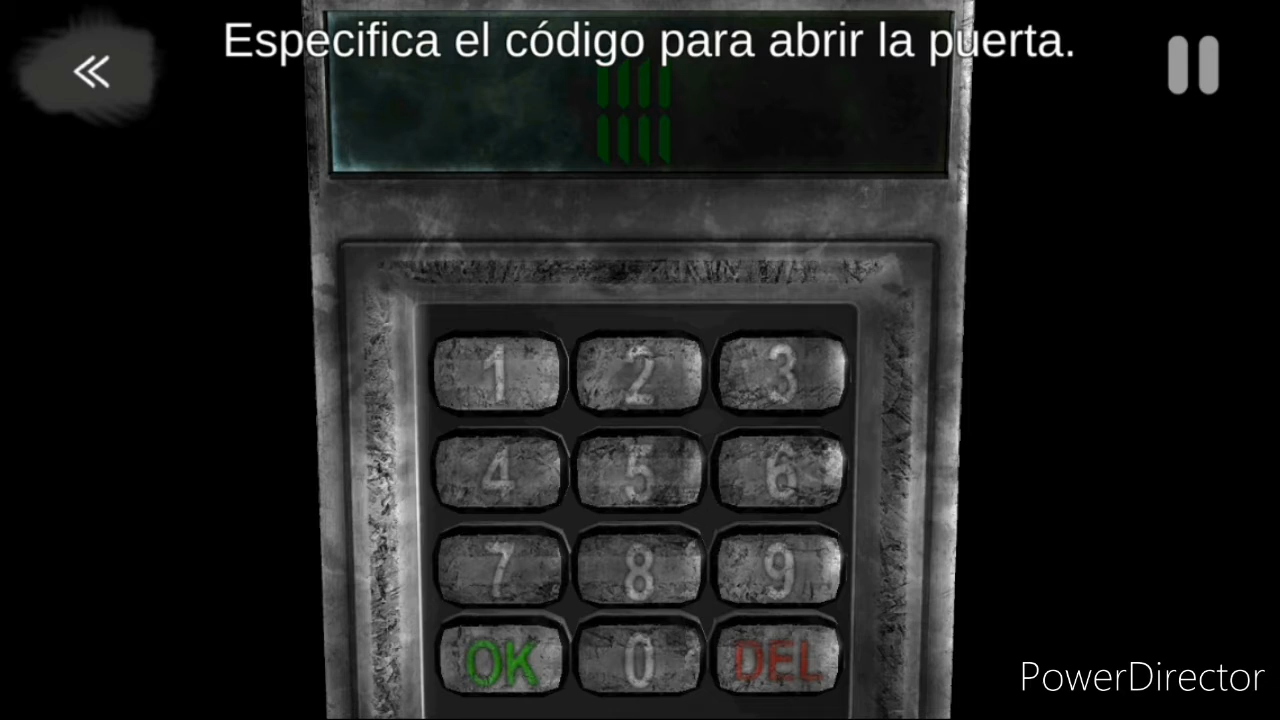 Especifica el código para abrir la puerta.
1111
1 2 3
4 5 6
7 8 9
OK 0 DEL
PowerDirector